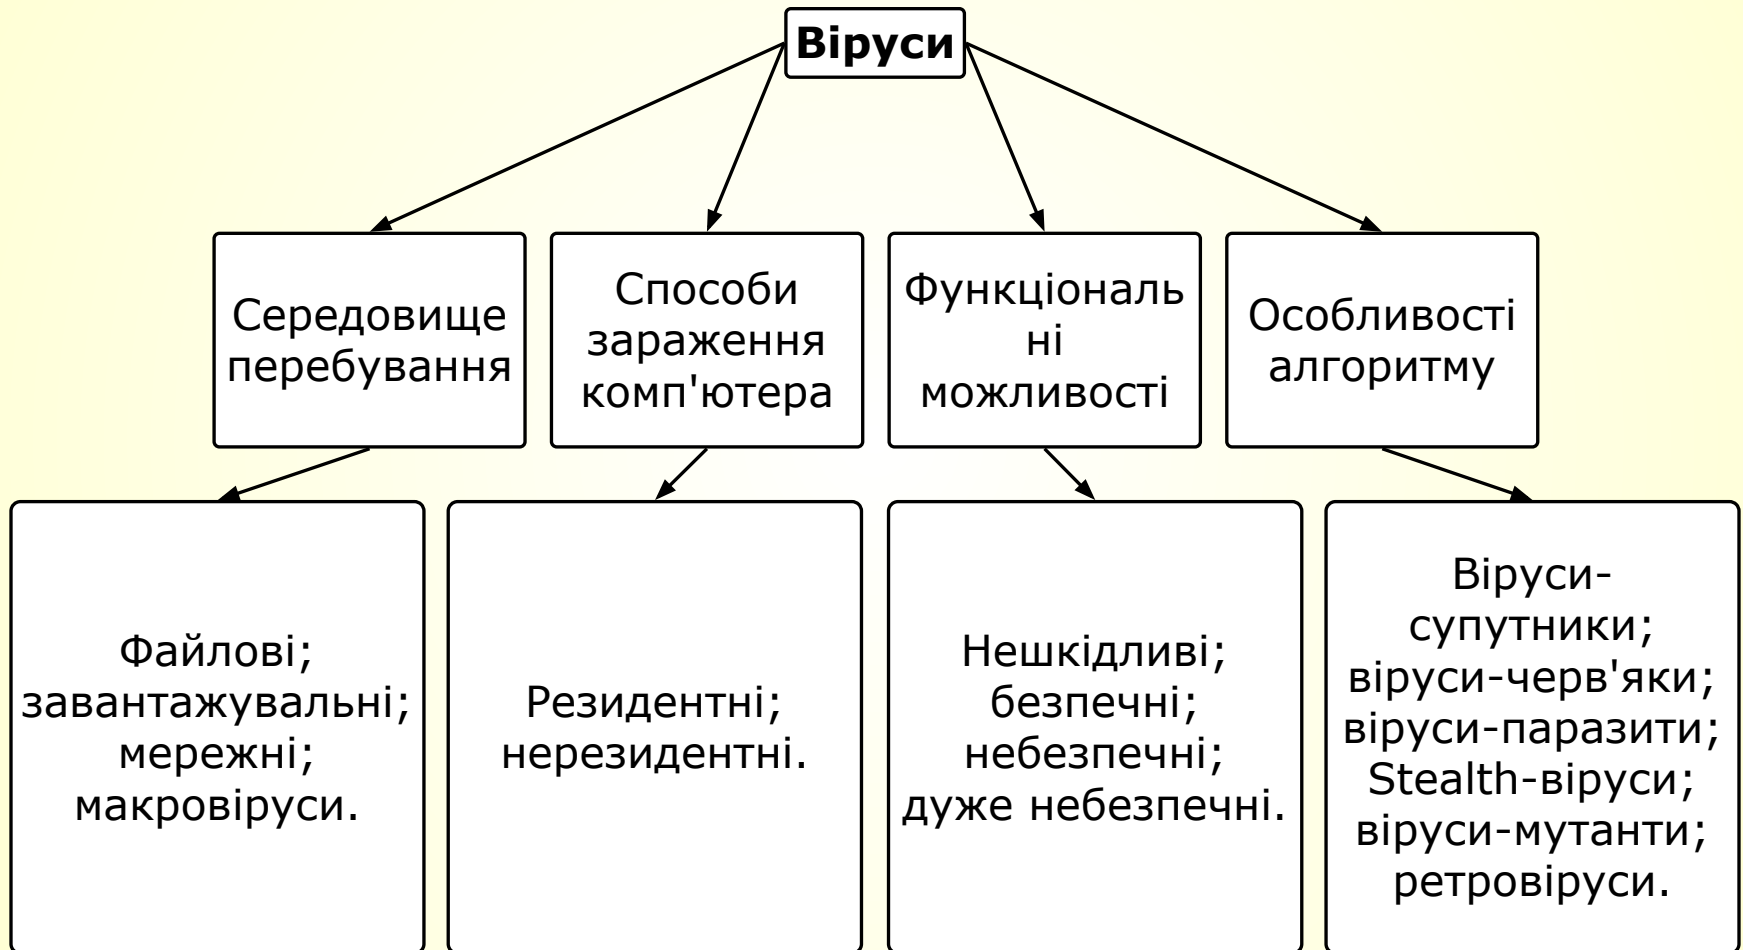 Віруси
Середовище
перебування
Способи
зараження
комп'ютера
Функціональ
ні
можливості
Особливості
алгоритму
Файлові;
завантажувальні;
мережні;
макровіруси.
Резидентні;
нерезидентні.
Нешкідливі;
безпечні;
небезпечні;
дуже небезпечні.
Віруси-
супутники;
віруси-черв'яки;
віруси-паразити;
Stealth-віруси;
віруси-мутанти;
ретровіруси.